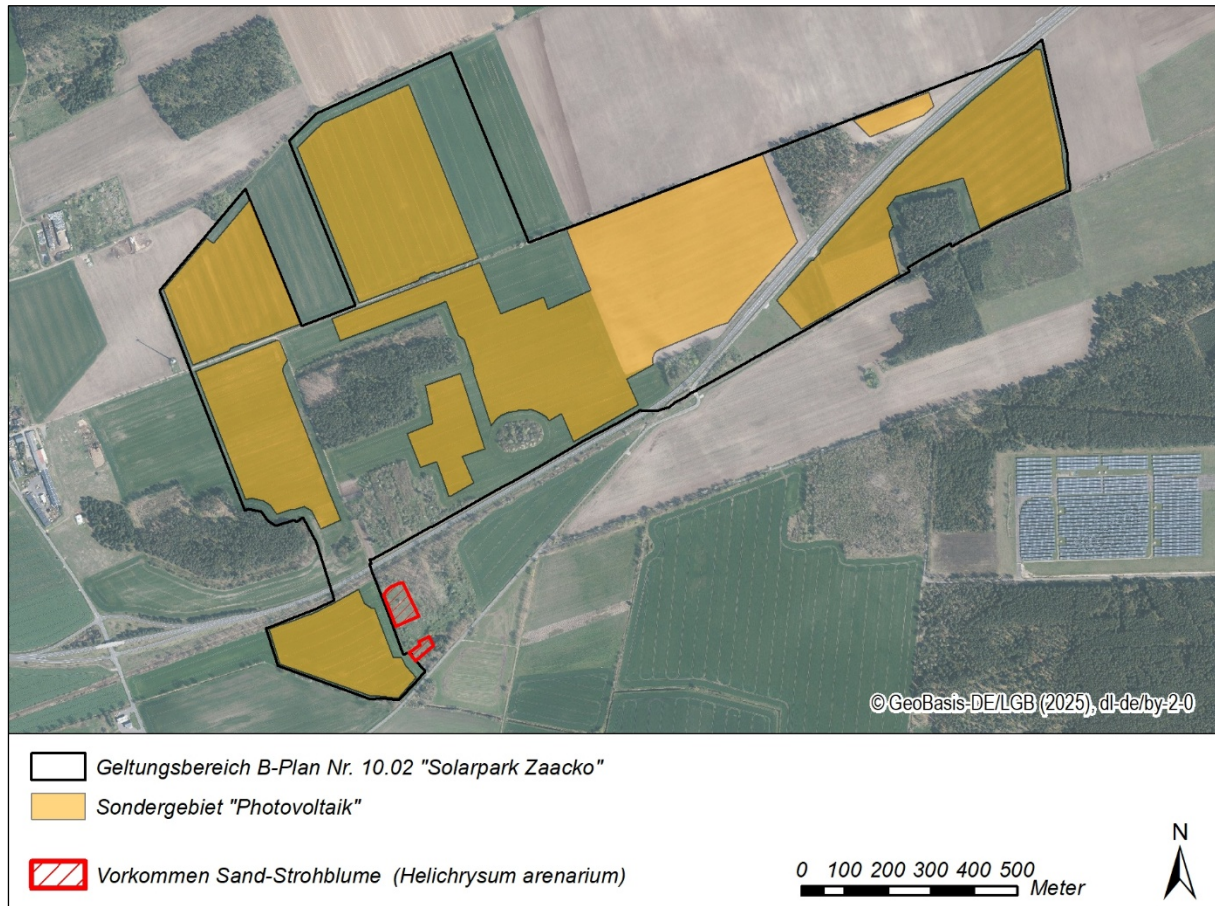 © GeoBasis-DE/LGB (2025), dl-de/by-2-0
Geltungsbereich B-Plan Nr. 10.02 "Solarpark Zaacko"
Sondergebiet "Photovoltaik"
Vorkommen Sand-Strohblume (Helichrysum arenarium)
0 100 200 300 400 500
Meter
N